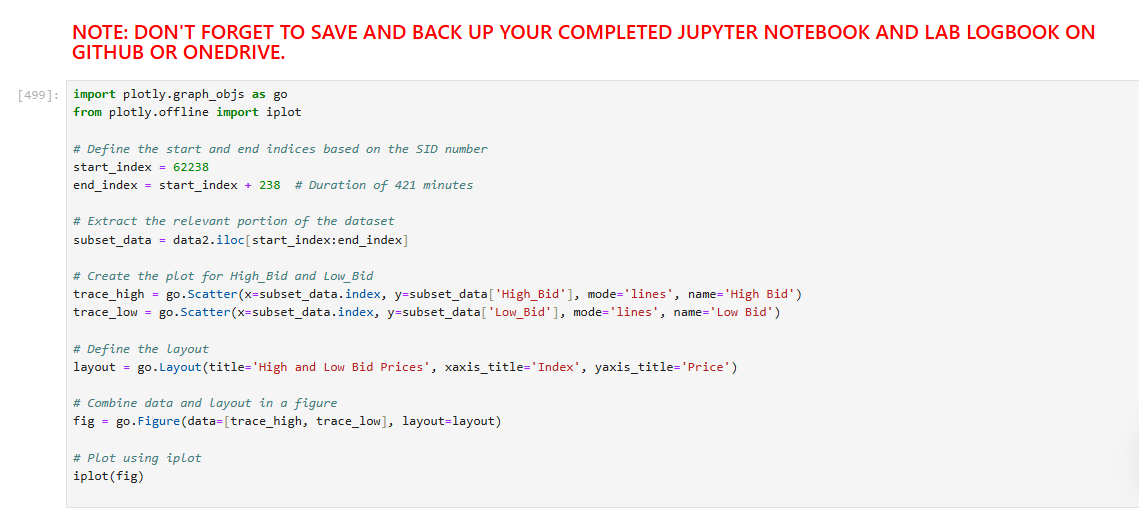 NOTE: DON'T FORGET TO SAVE AND BACK UP YOUR COMPLETED JUPYTER NOTEBOOK AND LAB LOGBOOK ON
GITHUB OR ONEDRIVE.
[499]:
import plotly.graph_objs as go
from plotly.offline import iplot
# Define the start and end indices based on the SID number
start_index = 62238
end_index = start_index + 238  # Duration of 421 minutes
# Extract the relevant portion of the dataset
subset_data = data2.iloc[start_index:end_index]
# Create the plot for High_Bid and Low_Bid
trace_high = go.Scatter(x=subset_data.index, y=subset_data['High_Bid'], mode='lines', name='High Bid')
trace_low = go.Scatter(x=subset_data.index, y=subset_data['Low_Bid'], mode='lines', name='Low Bid')
# Define the layout
layout = go.Layout(title='High and Low Bid Prices', xaxis_title='Index', yaxis_title='Price')
# Combine data and layout in a figure
fig = go.Figure(data=[trace_high, trace_low], layout=layout)
# Plot using iplot
iplot(fig)